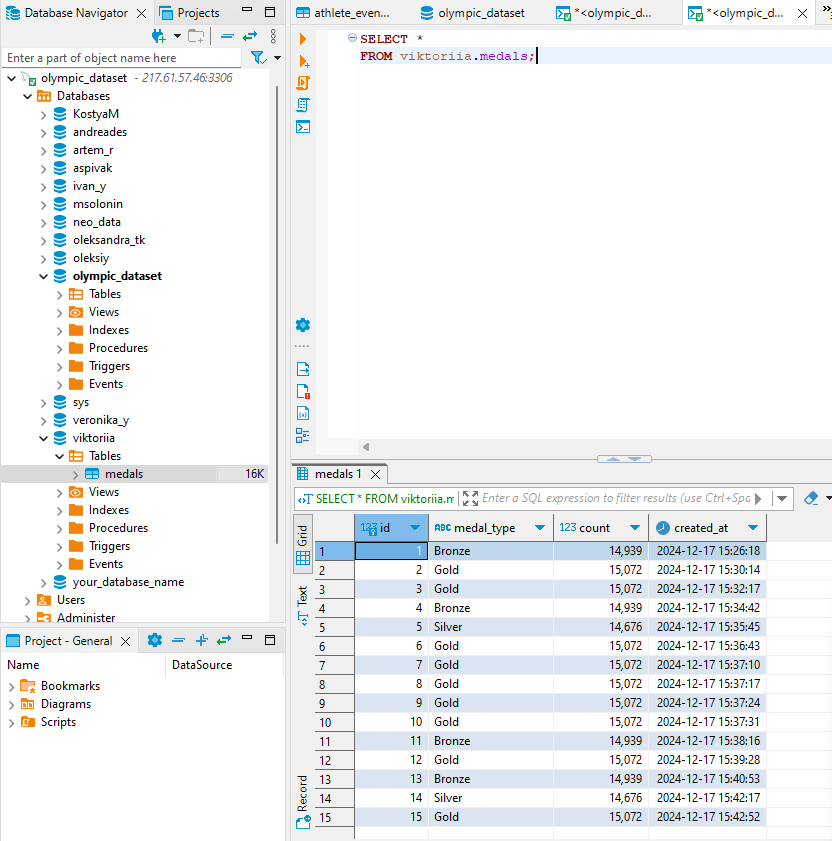 Database Navigator Projects
Enter a part of object name here
olympic_dataset - 217.61.57.46:3306
Databases
KostyaM
andreades
artem_r
aspivak
ivan_y
msolonin
neo_data
oleksandra_tk
oleksiy
olympic_dataset
Tables
Views
Indexes
Procedures
Triggers
Events
sys
veronika_y
viktoriia
Tables
medals 16K
Views
Indexes
Procedures
Triggers
Events
your_database_name
Users
Administer
Project - General
Name DataSource
Bookmarks
Diagrams
Scripts
athlete_even... olympic_dataset *<olympic_d... *<olympic_d...
SELECT *
FROM viktoriia.medals;
medals 1
SELECT * FROM viktoriia.m Enter a SQL expression to filter results (use Ctrl+Spa
Grid
Text
Record
123 id ABC medal_type 123 count created_at
1 1 Bronze 14,939 2024-12-17 15:26:18
2 2 Gold 15,072 2024-12-17 15:30:14
3 3 Gold 15,072 2024-12-17 15:32:17
4 4 Bronze 14,939 2024-12-17 15:34:42
5 5 Silver 14,676 2024-12-17 15:35:45
6 6 Gold 15,072 2024-12-17 15:36:43
7 7 Gold 15,072 2024-12-17 15:37:10
8 8 Gold 15,072 2024-12-17 15:37:17
9 9 Gold 15,072 2024-12-17 15:37:24
10 10 Gold 15,072 2024-12-17 15:37:31
11 11 Bronze 14,939 2024-12-17 15:38:16
12 12 Gold 15,072 2024-12-17 15:39:28
13 13 Bronze 14,939 2024-12-17 15:40:53
14 14 Silver 14,676 2024-12-17 15:42:17
15 15 Gold 15,072 2024-12-17 15:42:52